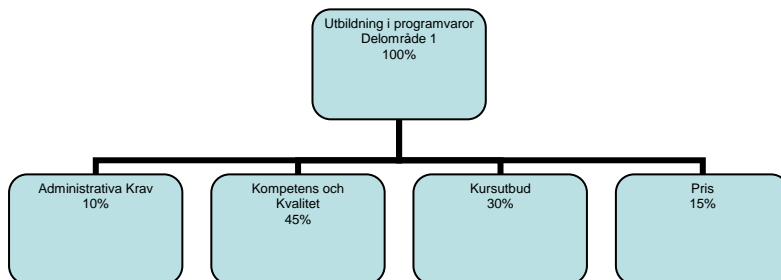 Utbildning i programvaror
Delområde 1
100%
Administrativa Krav
10%
Kompetens och
Kvalitet
45%
Kursutbud
30%
Pris
15%